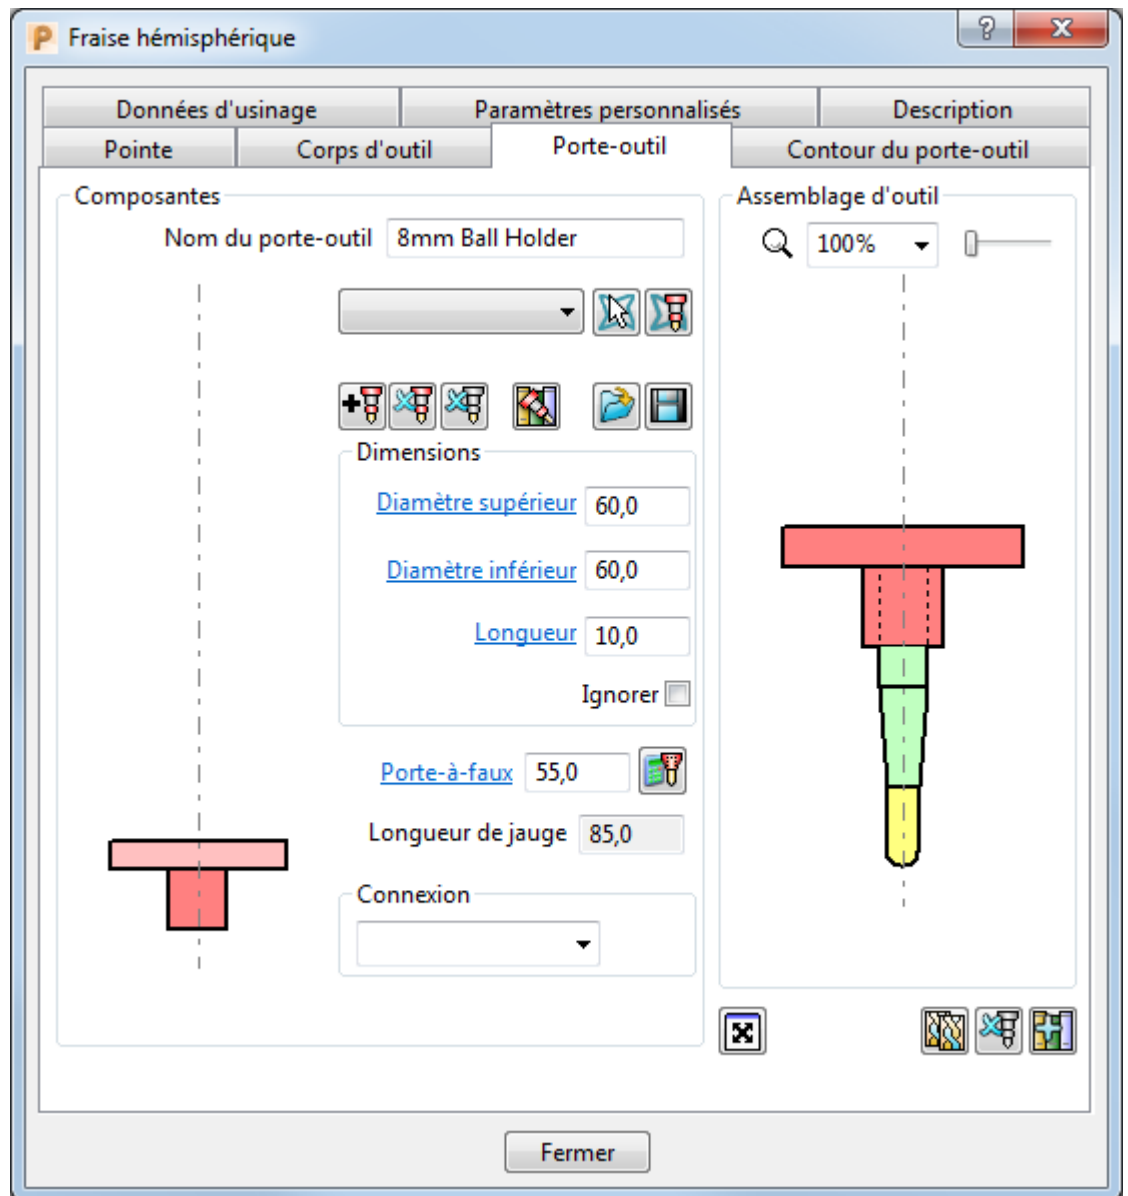 P Fraise hémisphérique ? X
Données d'usinage Paramètres personnalisés Description
Pointe Corps d'outil Porte-outil Contour du porte-outil
Composantes
Nom du porte-outil 8mm Ball Holder
Dimensions
Diamètre supérieur 60,0
Diamètre inférieur 60,0
Longueur 10,0
Ignorer
Porte-à-faux 55,0
Longueur de jauge 85,0
Connexion
Assemblage d'outil
100%
Fermer